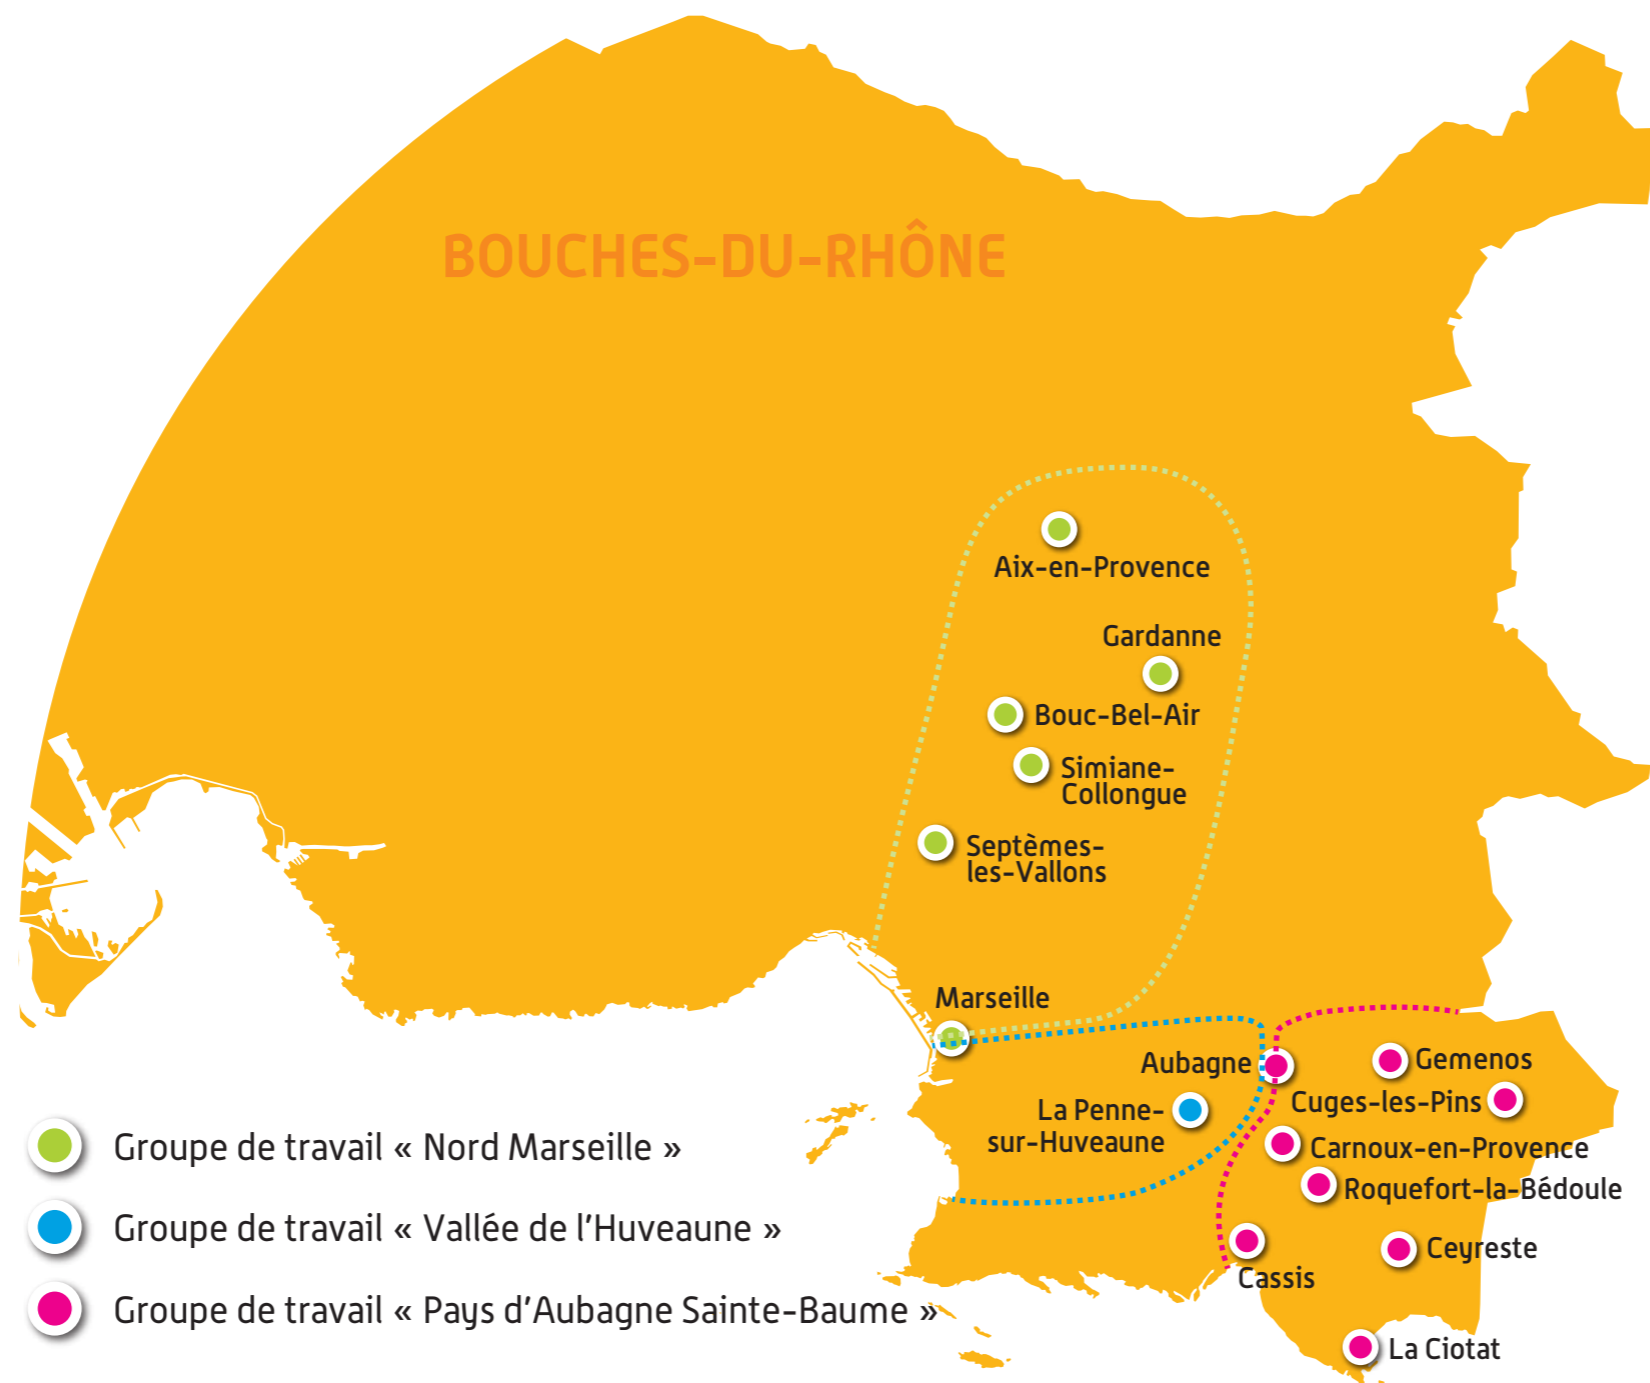 BOUCHES-DU-RHÔNE
Aix-en-Provence
Gardanne
Bouc-Bel-Air
Simiane-
Collongue
Septèmes-
les-Vallons
Marseille
Aubagne
Gemenos
Cuges-les-Pins
La Penne-
sur-Huveaune
Carnoux-en-Provence
Roquefort-la-Bédoule
Ceyreste
Cassis
La Ciotat
Groupe de travail « Nord Marseille »
Groupe de travail « Vallée de l'Huveaune »
Groupe de travail « Pays d'Aubagne Sainte-Baume »